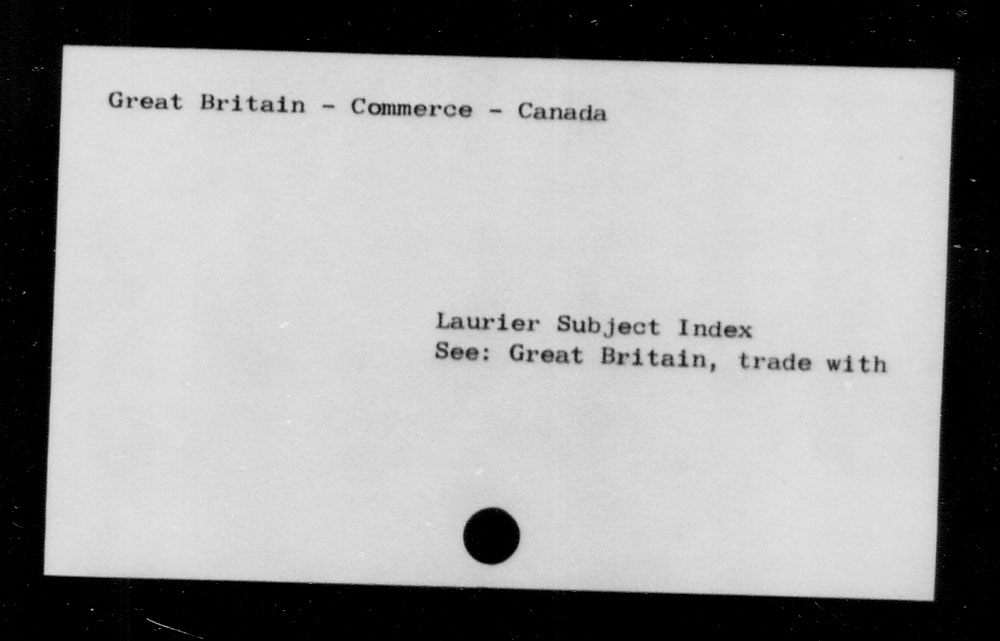 Great Britain - Commerce - Canada
Laurier Subject Index
See: Great Britain, trade with